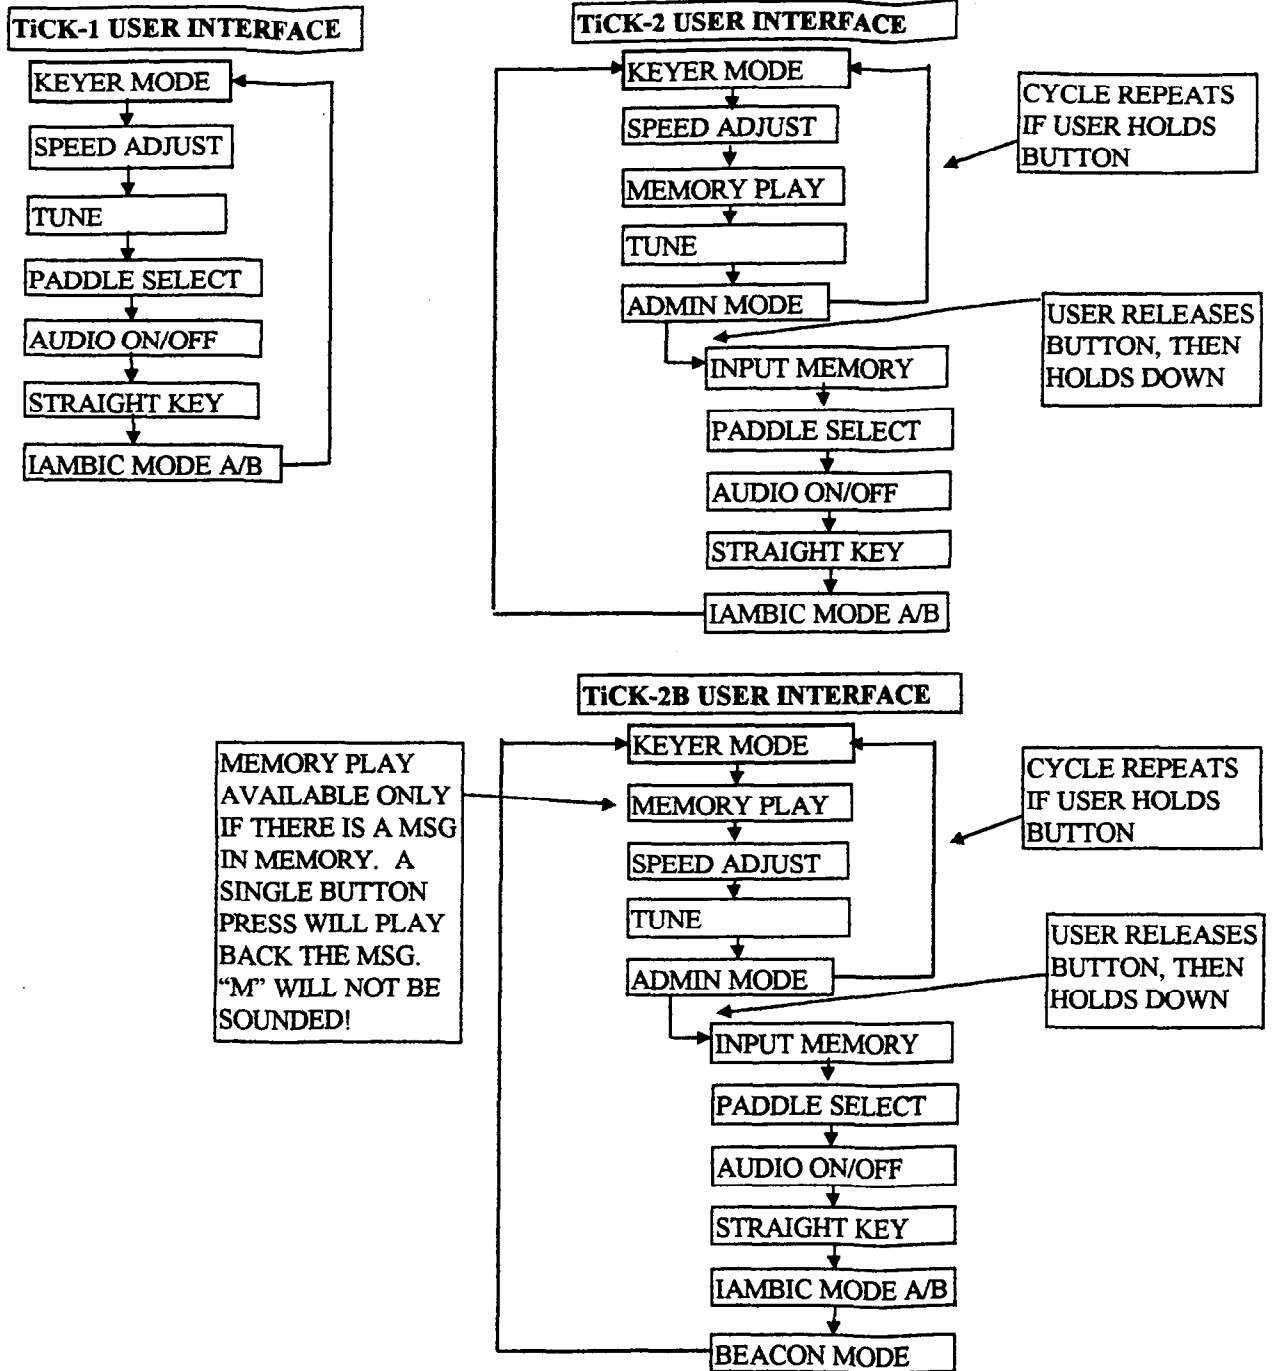 TiCK-1 USER INTERFACE
KEYER MODE
SPEED ADJUST
TUNE
PADDLE SELECT
AUDIO ON/OFF
STRAIGHT KEY
IAMBIC MODE A/B
TiCK-2 USER INTERFACE
KEYER MODE
SPEED ADJUST
MEMORY PLAY
TUNE
ADMIN MODE
INPUT MEMORY
PADDLE SELECT
AUDIO ON/OFF
STRAIGHT KEY
IAMBIC MODE A/B
CYCLE REPEATS
IF USER HOLDS
BUTTON
USER RELEASES
BUTTON, THEN
HOLDS DOWN
TiCK-2B USER INTERFACE
MEMORY PLAY
AVAILABLE ONLY
IF THERE IS A MSG
IN MEMORY. A
SINGLE BUTTON
PRESS WILL PLAY
BACK THE MSG.
“M” WILL NOT BE
SOUNDED!
KEYER MODE
MEMORY PLAY
SPEED ADJUST
TUNE
ADMIN MODE
INPUT MEMORY
PADDLE SELECT
AUDIO ON/OFF
STRAIGHT KEY
IAMBIC MODE A/B
BEACON MODE
CYCLE REPEATS
IF USER HOLDS
BUTTON
USER RELEASES
BUTTON, THEN
HOLDS DOWN